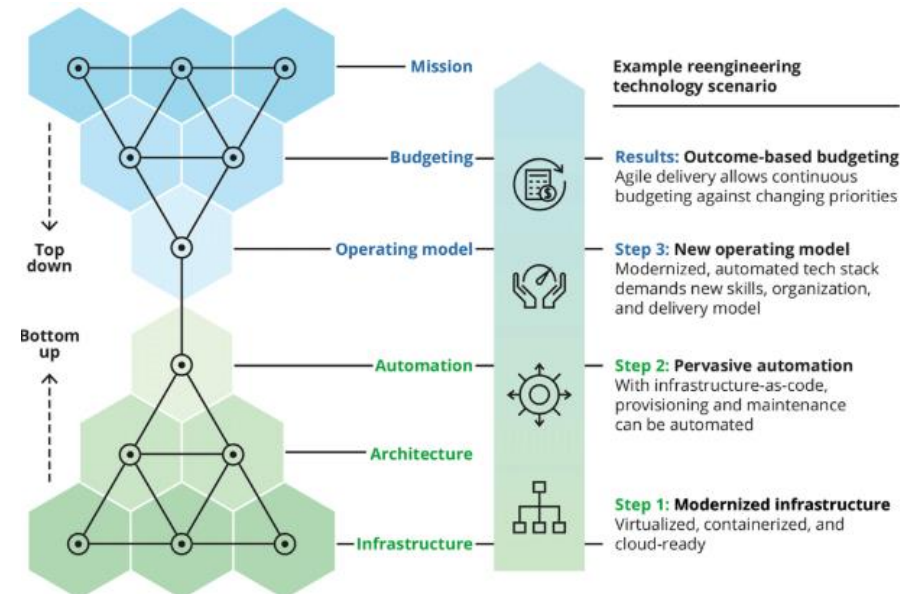 Mission
Budgeting
Operating model
Top
down
Bottom
up
Automation
Architecture
Infrastructure
Example reengineering
technology scenario
Results: Outcome-based budgeting
Agile delivery allows continuous
budgeting against changing priorities
Step 3: New operating model
Modernized, automated tech stack
demands new skills, organization,
and delivery model
Step 2: Pervasive automation
With infrastructure-as-code,
provisioning and maintenance
can be automated
Step 1: Modernized infrastructure
Virtualized, containerized, and
cloud-ready
$